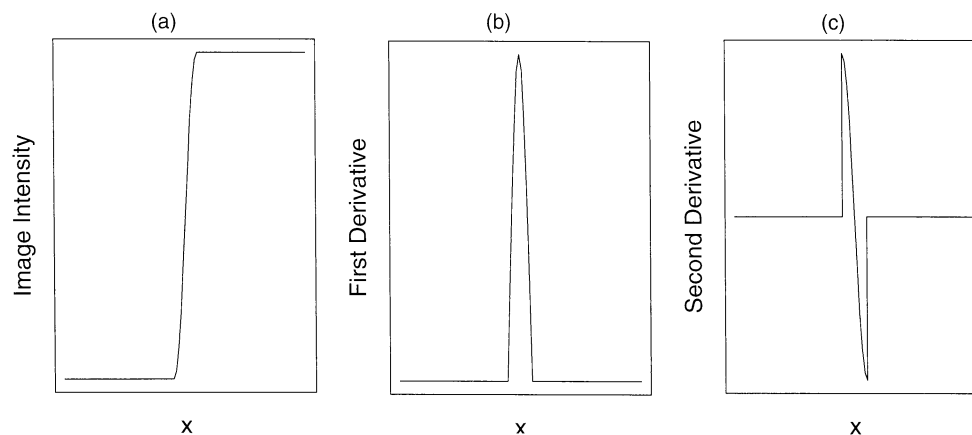 (a)
(b)
(c)
Image Intensity
First Derivative
Second Derivative
x
x
x